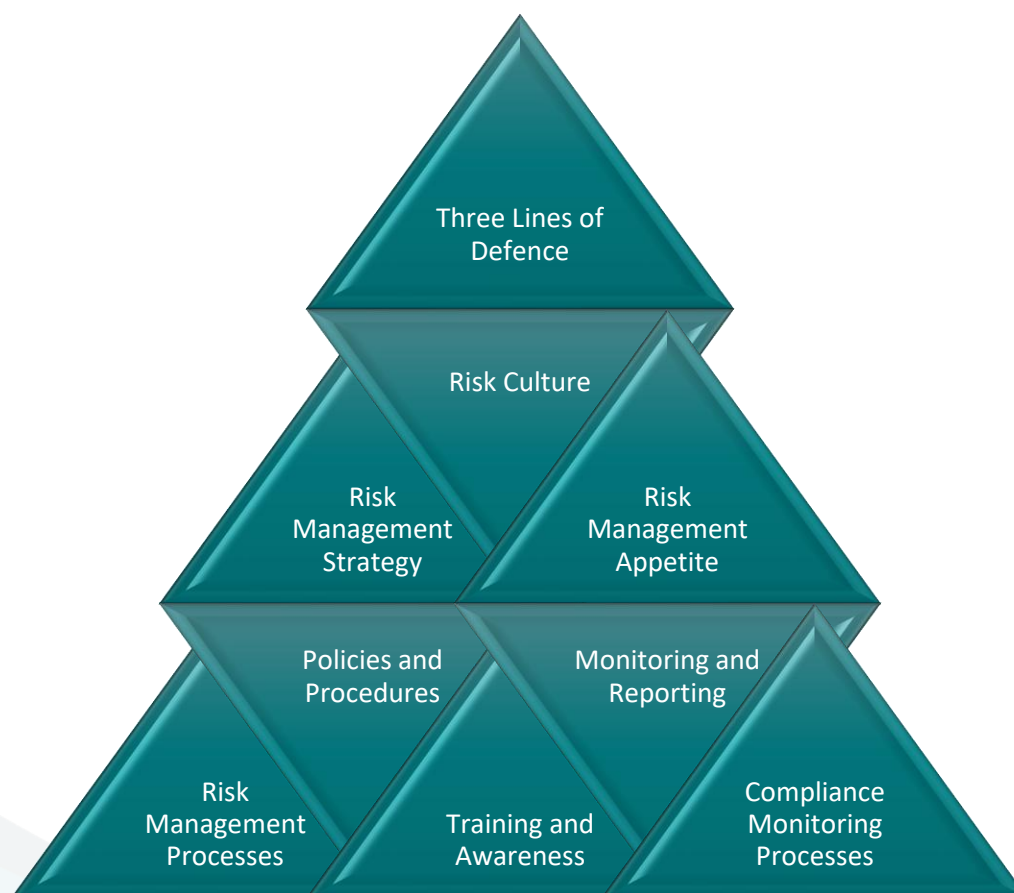 Three Lines of
Defence
Risk Culture
Risk
Management
Strategy
Risk
Management
Appetite
Policies and
Procedures
Monitoring and
Reporting
Risk
Management
Processes
Training and
Awareness
Compliance
Monitoring
Processes